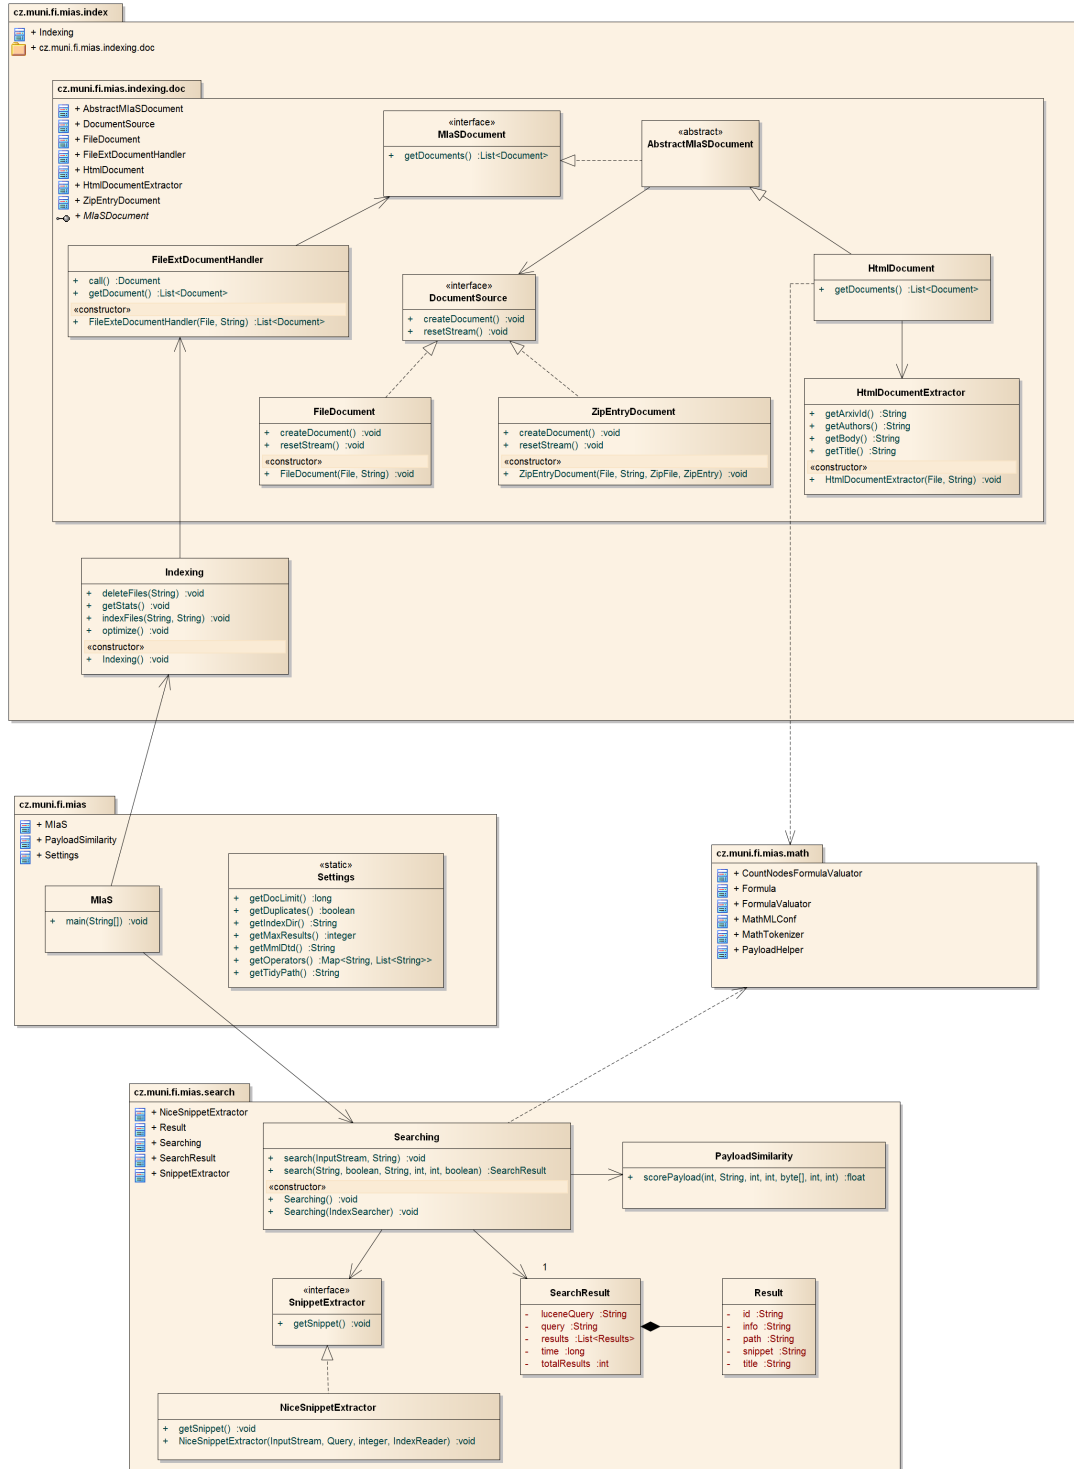 cz.muni.fi.mias.index
+ Indexing
+ cz.muni.fi.mias.indexing.doc
cz.muni.fi.mias.indexing.doc
+ AbstractMIaSDocument
+ DocumentSource
+ FileDocument
+ FileExtDocumentHandler
+ HtmlDocument
+ HtmlDocumentExtractor
+ ZipEntryDocument
+ MIaSDocument
«interface»
MIaSDocument
+ getDocuments() :List<Document>
«abstract»
AbstractMIaSDocument
FileExtDocumentHandler
+ call() :Document
+ getDocument() :List<Document>
«constructor»
+ FileExteDocumentHandler(File, String) :List<Document>
«interface»
DocumentSource
+ createDocument() :void
+ resetStream() :void
HtmlDocument
+ getDocuments() :List<Document>
FileDocument
+ createDocument() :void
+ resetStream() :void
«constructor»
+ FileDocument(File, String) :void
ZipEntryDocument
+ createDocument() :void
+ resetStream() :void
«constructor»
+ ZipEntryDocument(File, String, ZipFile, ZipEntry) :void
HtmlDocumentExtractor
+ getArxivId() :String
+ getAuthors() :String
+ getBody() :String
+ getTitle() :String
«constructor»
+ HtmlDocumentExtractor(File, String) :void
Indexing
+ deleteFiles(String) :void
+ getStats() :void
+ indexFiles(String, String) :void
+ optimize() :void
«constructor»
+ Indexing() :void
cz.muni.fi.mias
+ MIaS
+ PayloadSimilarity
+ Settings
MIaS
+ main(String[]) :void
«static»
Settings
+ getDocLimit() :long
+ getDuplicates() :boolean
+ getIndexDir() :String
+ getMaxResults() :integer
+ getMmlDtd() :String
+ getOperators() :Map<String, List<String>>
+ getTidyPath() :String
cz.muni.fi.mias.math
+ CountNodesFormulaValuator
+ Formula
+ FormulaValuator
+ MathMLConf
+ MathTokenizer
+ PayloadHelper
cz.muni.fi.mias.search
+ NiceSnippetExtractor
+ Result
+ Searching
+ SearchResult
+ SnippetExtractor
Searching
+ search(InputStream, String) :void
+ search(String, boolean, String, int, int, boolean) :SearchResult
«constructor»
+ Searching() :void
+ Searching(IndexSearcher) :void
PayloadSimilarity
+ scorePayload(int, String, int, int, byte[], int, int) :float
«interface»
SnippetExtractor
+ getSnippet() :void
1
SearchResult
- luceneQuery :String
- query :String
- results :List<Results>
- time :long
- totalResults :int
Result
- id :String
- info :String
- path :String
- snippet :String
- title :String
NiceSnippetExtractor
+ getSnippet() :void
+ NiceSnippetExtractor(InputStream, Query, integer, IndexReader) :void